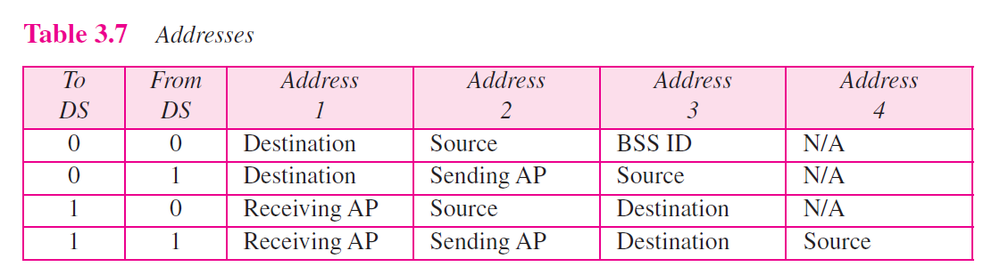 Table 3.7 Addresses
To DS From DS Address 1 Address 2 Address 3 Address 4
0 0 Destination Source BSS ID N/A
0 1 Destination Sending AP Source N/A
1 0 Receiving AP Source Destination N/A
1 1 Receiving AP Sending AP Destination Source